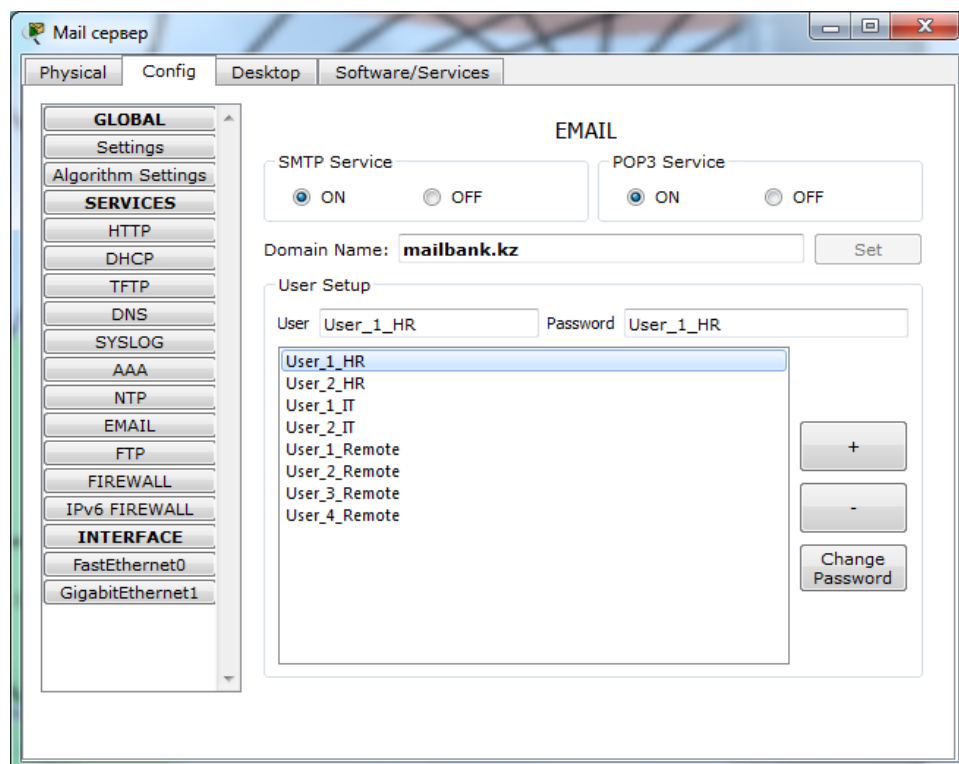 Mail сервер
Physical
Config
Desktop
Software/Services
GLOBAL
Settings
Algorithm Settings
SERVICES
HTTP
DHCP
TFTP
DNS
SYSLOG
AAA
NTP
EMAIL
FTP
FIREWALL
IPv6 FIREWALL
INTERFACE
FastEthernet0
GigabitEthernet1
EMAIL
SMTP Service
ON
OFF
POP3 Service
ON
OFF
Domain Name: mailbank.kz
Set
User Setup
User User_1_HR
Password User_1_HR
User_1_HR
User_2_HR
User_1_IT
User_2_IT
User_1_Remote
User_2_Remote
User_3_Remote
User_4_Remote
+
-
Change
Password